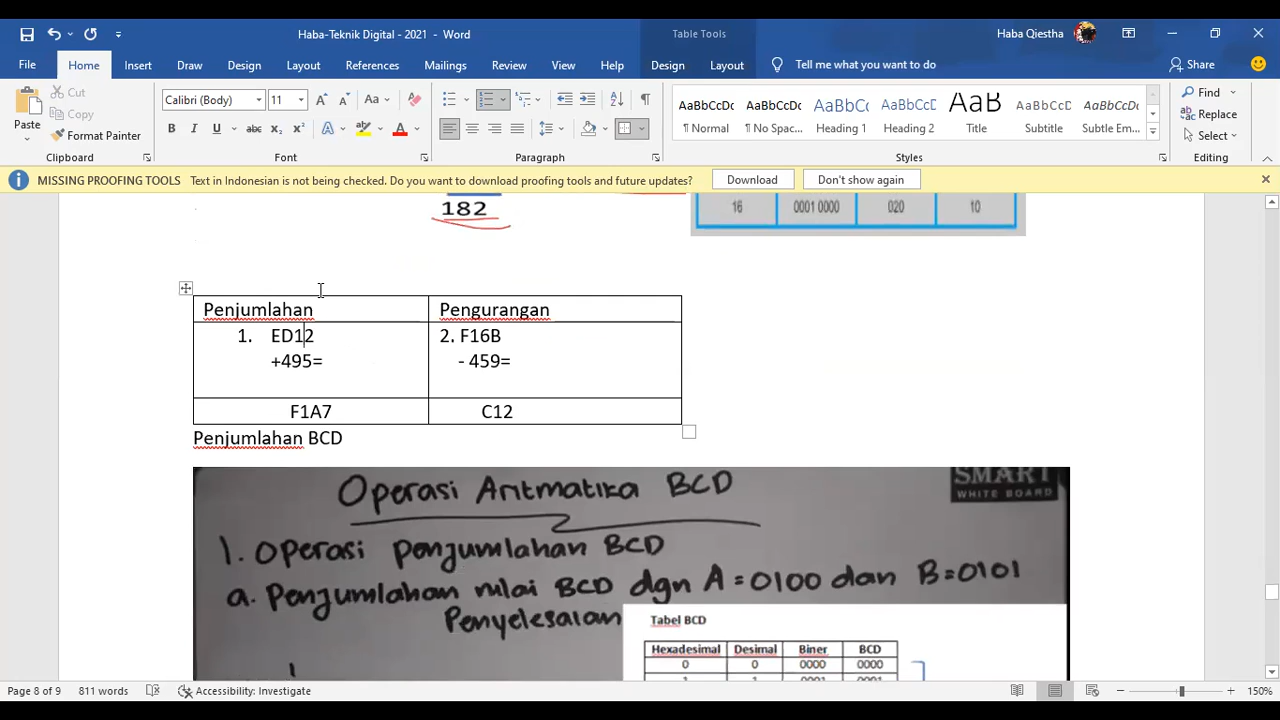 Haba-Teknik Digital - 2021 - Word
Table Tools
Haba Qiestha
File
Home
Insert
Draw
Design
Layout
References
Mailings
Review
View
Help
Design
Layout
Tell me what you want to do
Share
Paste
Cut
Copy
Format Painter
Clipboard
Calibri (Body)
11
Font
Paragraph
AaBbCcDc
¶ Normal
AaBbCcDc
¶ No Spac...
AaBbCc
Heading 1
AaBbCcD
Heading 2
AaB
Title
AaBbCcD
Subtitle
AaBbCcDc
Subtle Em...
Styles
Find
Replace
Select
Editing
MISSING PROOFING TOOLS Text in Indonesian is not being checked. Do you want to download proofing tools and future updates?
Download
Don't show again
182
16 0001 0000 020 10
Penjumlahan Pengurangan
1. ED12 2. F16B
+495= - 459=
F1A7 C12
Penjumlahan BCD
SMART
WHITE BOARD
Operasi Aritmatika BCD
1. Operasi penjumlahan BCD
a. Penjumlahan nilai BCD dgn A = 0100 dan B = 0101
Penyelesaian
Tabel BCD
Hexadesimal Desimal Biner BCD
0 0 0000 0000
Page 8 of 9
811 words
Accessibility: Investigate
150%